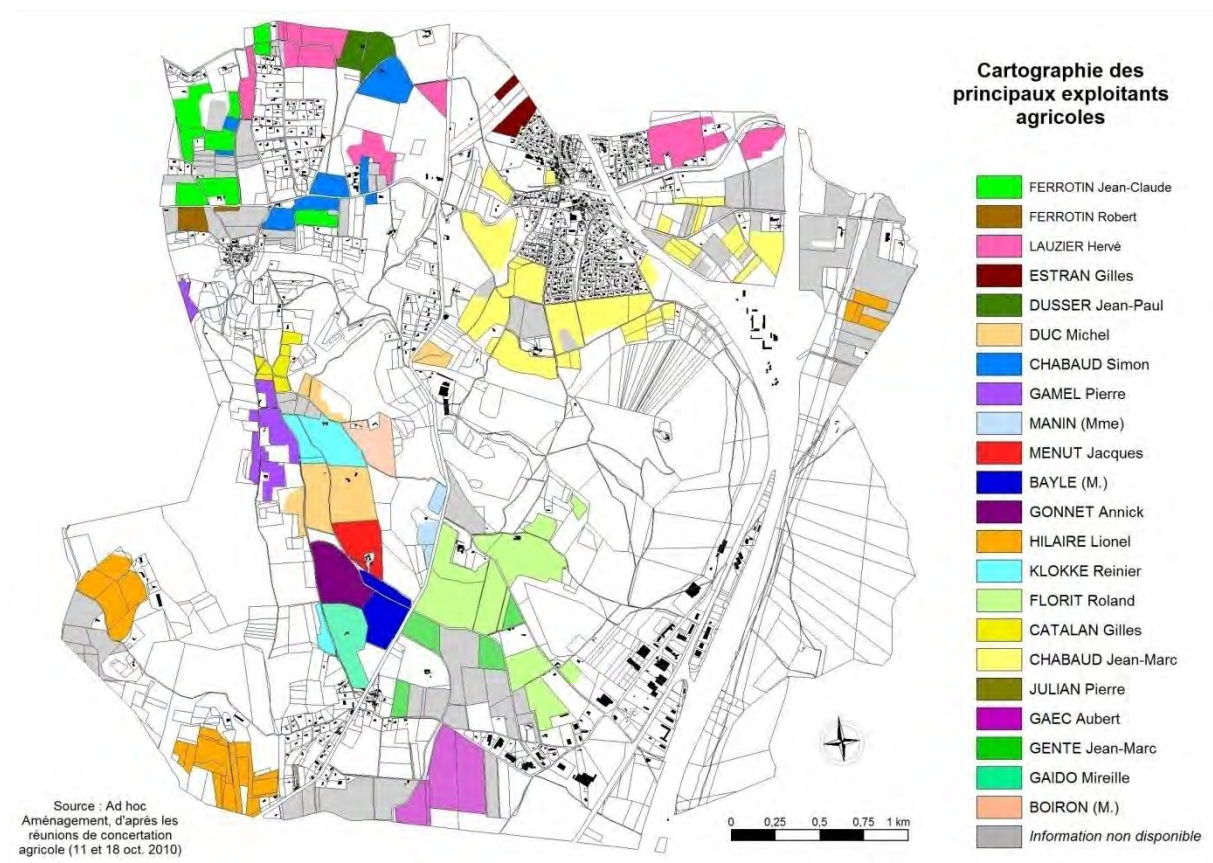 Cartographie des
principaux exploitants
agricoles
FERROTIN Jean-Claude
FERROTIN Robert
LAUZIER Hervé
ESTRAN Gilles
DUSSER Jean-Paul
DUC Michel
CHABAUD Simon
GAMEL Pierre
MANIN (Mme)
MENUT Jacques
BAYLE (M.)
GONNET Annick
HILAIRE Lionel
KLOKKE Reinier
FLORIT Roland
CATALAN Gilles
CHABAUD Jean-Marc
JULIAN Pierre
GAEC Aubert
GENTE Jean-Marc
GAIDO Mireille
BOIRON (M.)
Information non disponible
Source : Ad hoc
Aménagement, d'après les
réunions de concertation
agricole (11 et 18 oct. 2010)
0 0,25 0,5 0,75 1 km